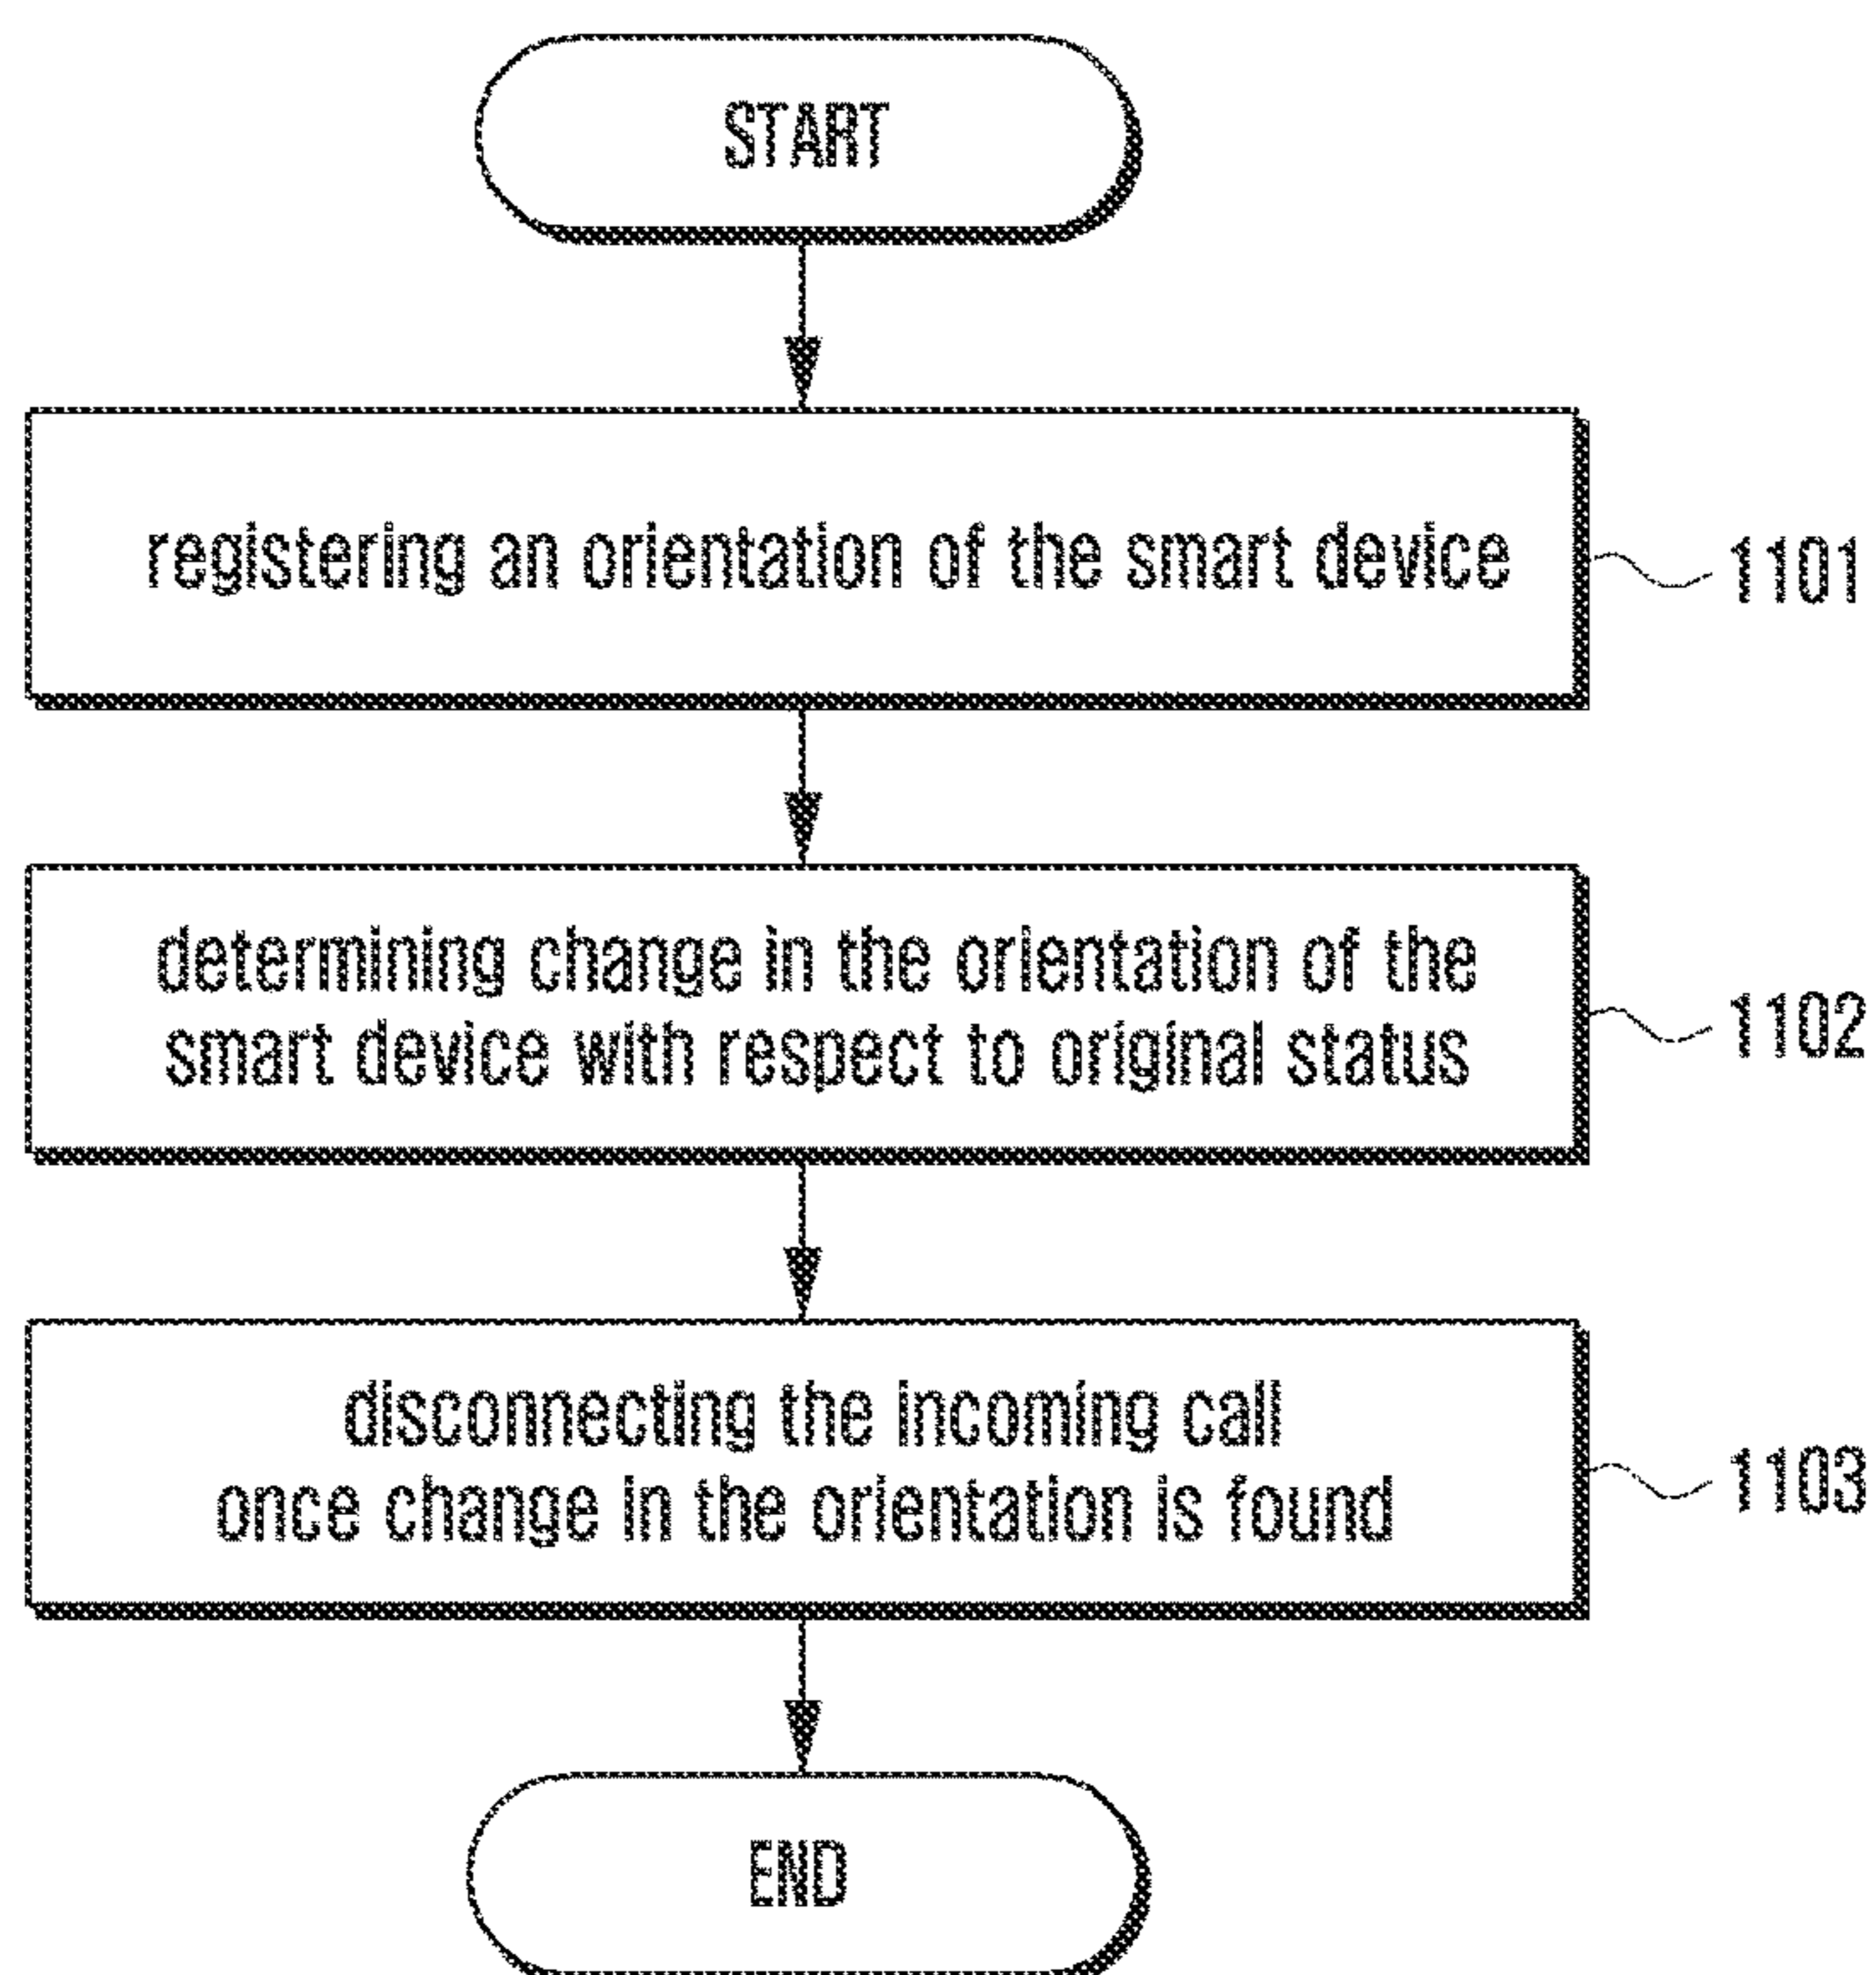 START
registering an orientation of the smart device
1101
determining change in the orientation of the
smart device with respect to original status
1102
disconnecting the incoming call
once change in the orientation is found
1103
END